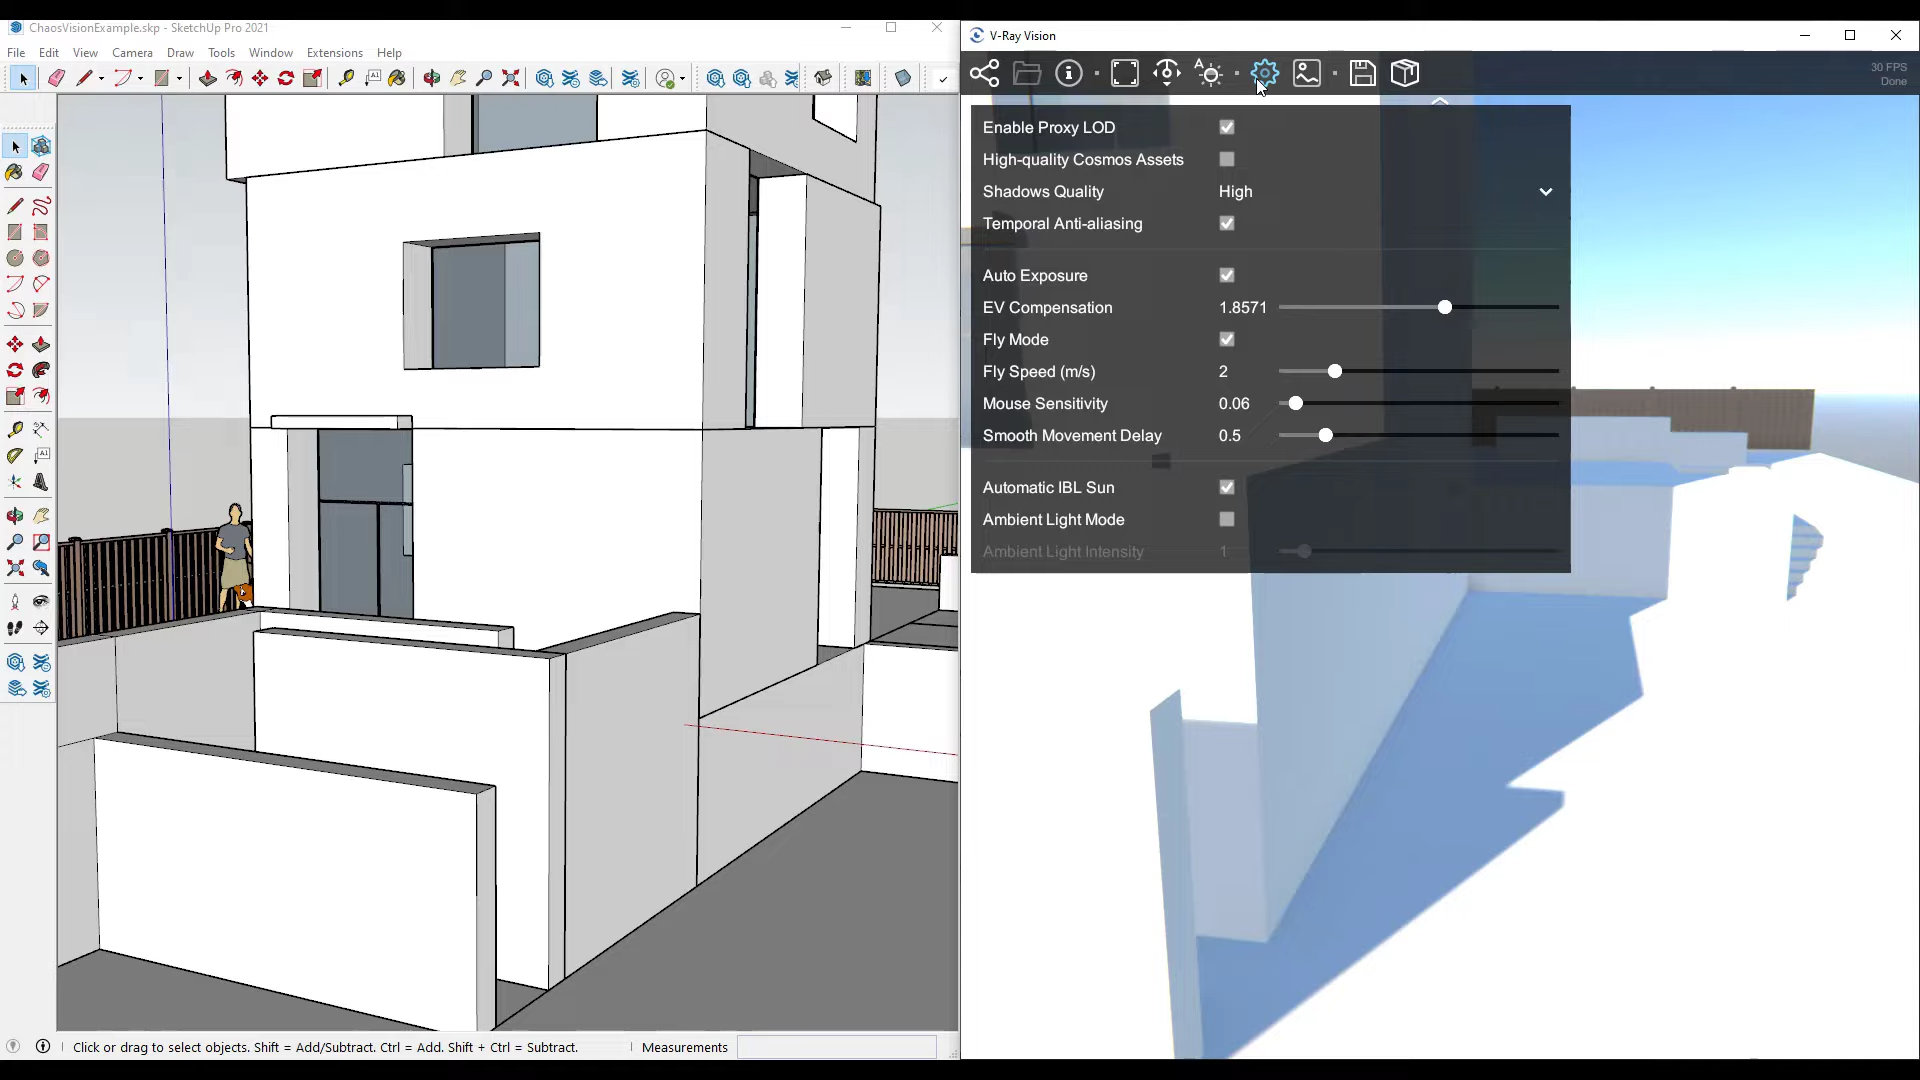 ChaosVisionExample.skp - SketchUp Pro 2021
File Edit View Camera Draw Tools Window Extensions Help
V-Ray Vision
30 FPS
Done
Enable Proxy LOD
High-quality Cosmos Assets
Shadows Quality High
Temporal Anti-aliasing
Auto Exposure
EV Compensation 1.8571
Fly Mode
Fly Speed (m/s) 2
Mouse Sensitivity 0.06
Smooth Movement Delay 0.5
Automatic IBL Sun
Ambient Light Mode
Ambient Light Intensity 1
Click or drag to select objects. Shift = Add/Subtract. Ctrl = Add. Shift + Ctrl = Subtract. Measurements